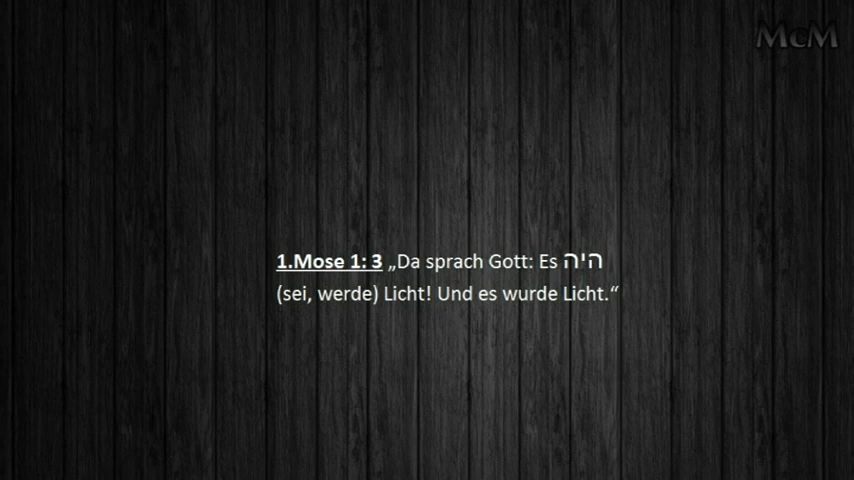 McM
1.Mose 1: 3 „Da sprach Gott: Es היה
(sei, werde) Licht! Und es wurde Licht.“